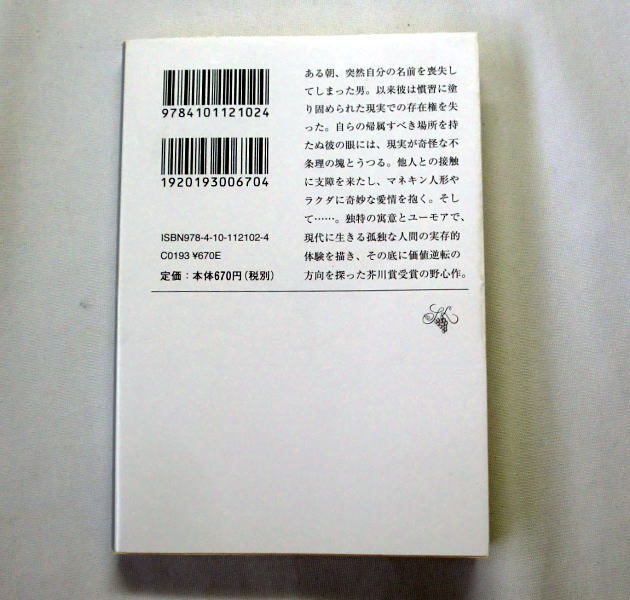 9784101121024
1920193006704
ISBN978-4-10-112102-4
C0193 ¥670E
定価：本体670円（税別）
ある朝、突然自分の名前を喪失し
てしまった男。以来彼は慣習に塗
り固められた現実での存在権を失
った。自らの帰属すべき場所を持
たぬ彼の眼には、現実が奇怪な不
条理の塊とうつる。他人との接触
に支障を来たし、マネキン人形や
ラクダに奇妙な愛情を抱く。そし
て……。独特の寓意とユーモアで、
現代に生きる孤独な人間の実存的
体験を描き、その底に価値逆転の
方向を探った芥川賞受賞の野心作。